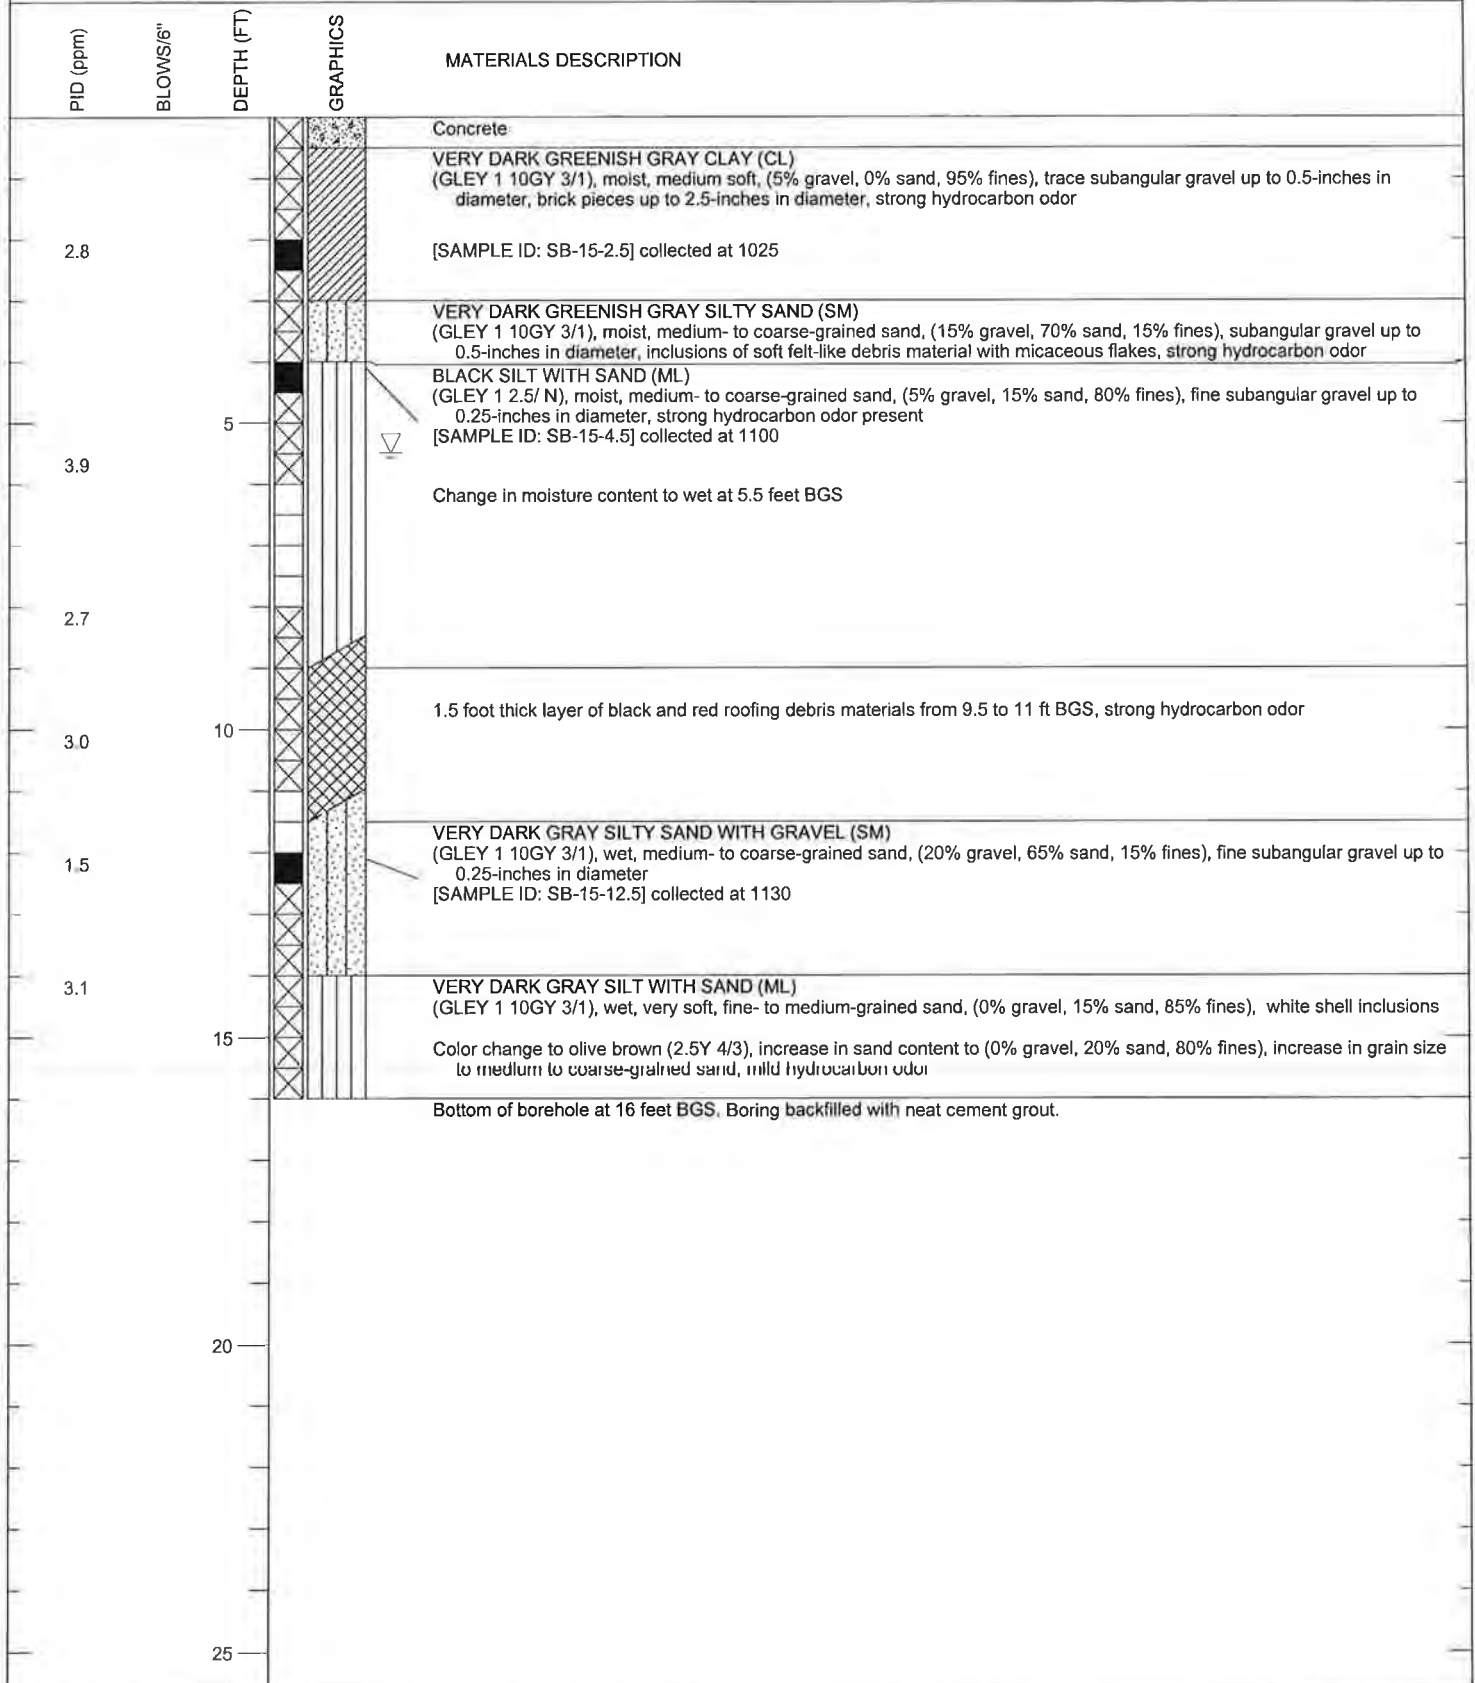 PID (ppm)
BLOWS/6"
DEPTH (FT)
GRAPHICS
MATERIALS DESCRIPTION
Concrete
VERY DARK GREENISH GRAY CLAY (CL)
(GLEY 1 10GY 3/1), moist, medium soft, (5% gravel, 0% sand, 95% fines), trace subangular gravel up to 0.5-inches in
diameter, brick pieces up to 2.5-inches in diameter, strong hydrocarbon odor
2.8
[SAMPLE ID: SB-15-2.5] collected at 1025
VERY DARK GREENISH GRAY SILTY SAND (SM)
(GLEY 1 10GY 3/1), moist, medium- to coarse-grained sand, (15% gravel, 70% sand, 15% fines), subangular gravel up to
0.5-inches in diameter, inclusions of soft felt-like debris material with micaceous flakes, strong hydrocarbon odor
BLACK SILT WITH SAND (ML)
(GLEY 1 2.5/ N), moist, medium- to coarse-grained sand, (5% gravel, 15% sand, 80% fines), fine subangular gravel up to
0.25-inches in diameter, strong hydrocarbon odor present
5
[SAMPLE ID: SB-15-4.5] collected at 1100
3.9
Change in moisture content to wet at 5.5 feet BGS
2.7
1.5 foot thick layer of black and red roofing debris materials from 9.5 to 11 ft BGS, strong hydrocarbon odor
10
3.0
VERY DARK GRAY SILTY SAND WITH GRAVEL (SM)
(GLEY 1 10GY 3/1), wet, medium- to coarse-grained sand, (20% gravel, 65% sand, 15% fines), fine subangular gravel up to
1.5
0.25-inches in diameter
[SAMPLE ID: SB-15-12.5] collected at 1130
3.1
VERY DARK GRAY SILT WITH SAND (ML)
(GLEY 1 10GY 3/1), wet, very soft, fine- to medium-grained sand, (0% gravel, 15% sand, 85% fines), white shell inclusions
15
Color change to olive brown (2.5Y 4/3), increase in sand content to (0% gravel, 20% sand, 80% fines), increase in grain size
to medium to coarse-grained sand, mild hydrocarbon odor
Bottom of borehole at 16 feet BGS. Boring backfilled with neat cement grout.
20
25